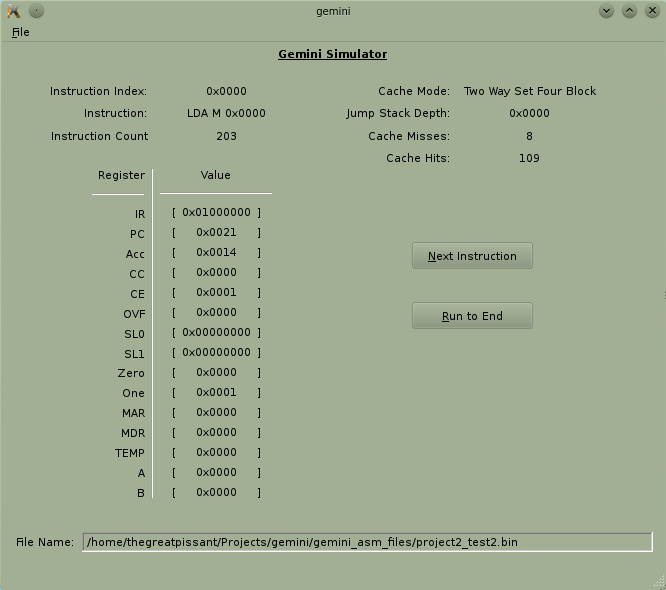 gemini
File
Gemini Simulator
Instruction Index: 0x0000 Cache Mode: Two Way Set Four Block
Instruction: LDA M 0x0000 Jump Stack Depth: 0x0000
Instruction Count 203 Cache Misses: 8
Cache Hits: 109
Register Value
IR [ 0x01000000 ]
PC [ 0x0021 ]
Acc [ 0x0014 ]
CC [ 0x0000 ]
CE [ 0x0001 ]
OVF [ 0x0000 ]
SL0 [ 0x00000000 ]
SL1 [ 0x00000000 ]
Zero [ 0x0000 ]
One [ 0x0001 ]
MAR [ 0x0000 ]
MDR [ 0x0000 ]
TEMP [ 0x0000 ]
A [ 0x0000 ]
B [ 0x0000 ]
Next Instruction
Run to End
File Name: /home/thegreatpissant/Projects/gemini/gemini_asm_files/project2_test2.bin